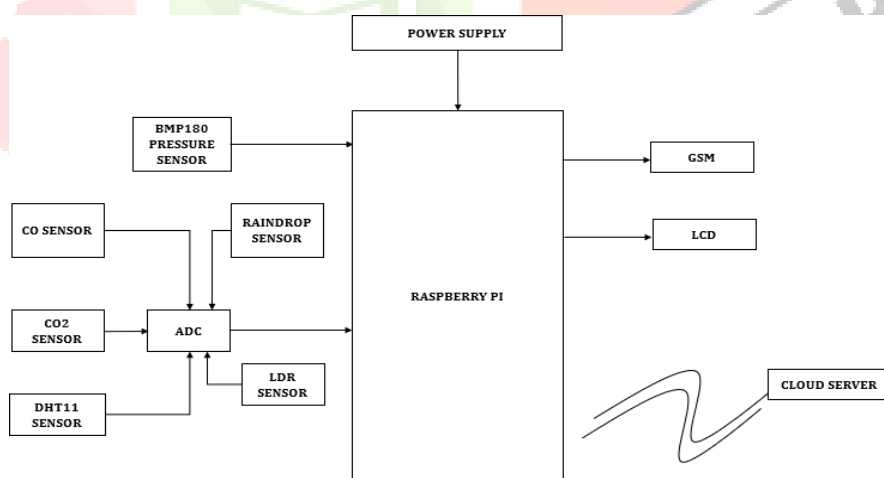 POWER SUPPLY
BMP180
PRESSURE
SENSOR
GSM
CO SENSOR
RAINDROP
SENSOR
LCD
RASPBERRY PI
CO2
SENSOR
ADC
LDR
SENSOR
CLOUD SERVER
DHT11
SENSOR